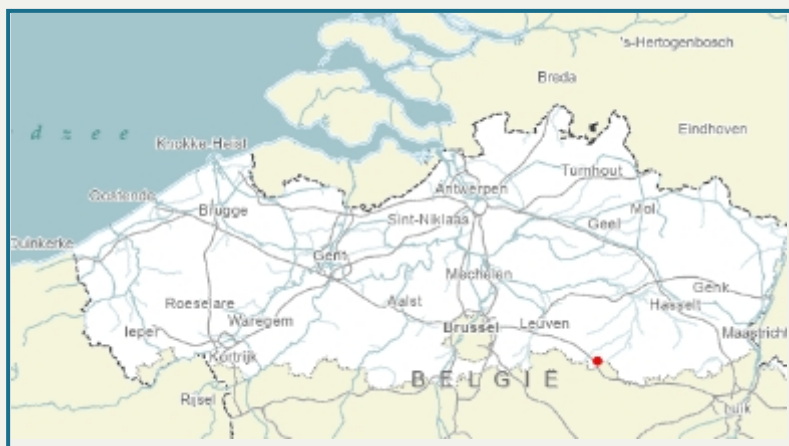 's-Hertogenbosch
Breda
Eindhoven
d z e e
Knokke-Heist
Turnhout
Antwerpen
Oostende
Brugge
Mol
Sint-Niklaas
Geel
Duinkerke
Gent
Mechelen
Genk
Roeselare
Aalst
Hasselt
Ieper
Waregem
Brussel
Leuven
Maastricht
Kortrijk
BELGIË
Rijsel
Luik